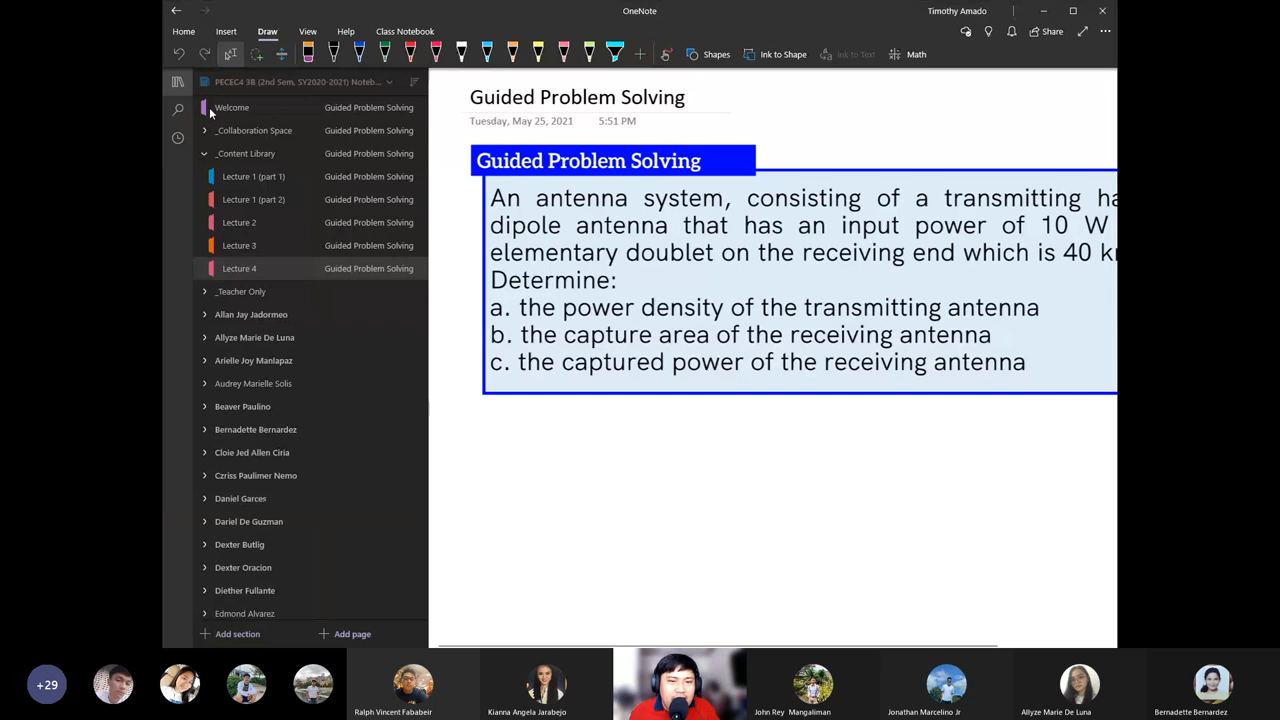 OneNote
Timothy Amado
Home Insert Draw View Help Class Notebook
Share
Shapes Ink to Shape Ink to Text Math
PECEC4 3B (2nd Sem, SY2020-2021) Noteb...
Welcome
_Collaboration Space
_Content Library
Lecture 1 (part 1)
Lecture 1 (part 2)
Lecture 2
Lecture 3
Lecture 4
_Teacher Only
Allan Jay Jadormeo
Allyze Marie De Luna
Arielle Joy Manlapaz
Audrey Marielle Solis
Beaver Paulino
Bernadette Bernardez
Cloie Jed Allen Ciria
Czriss Paulimer Nemo
Daniel Garces
Dariel De Guzman
Dexter Butlig
Dexter Oracion
Diether Fullante
Edmond Alvarez
Add section
Guided Problem Solving
Guided Problem Solving
Guided Problem Solving
Guided Problem Solving
Guided Problem Solving
Guided Problem Solving
Guided Problem Solving
Guided Problem Solving
Add page
Guided Problem Solving
Tuesday, May 25, 2021 5:51 PM
Guided Problem Solving
An antenna system, consisting of a transmitting ha
dipole antenna that has an input power of 10 W
elementary doublet on the receiving end which is 40 k
Determine:
a. the power density of the transmitting antenna
b. the capture area of the receiving antenna
c. the captured power of the receiving antenna
+29
Ralph Vincent Fababeir
Kianna Angela Jarabejo
John Rey Mangaliman
Jonathan Marcelino Jr
Allyze Marie De Luna
Bernadette Bernardez